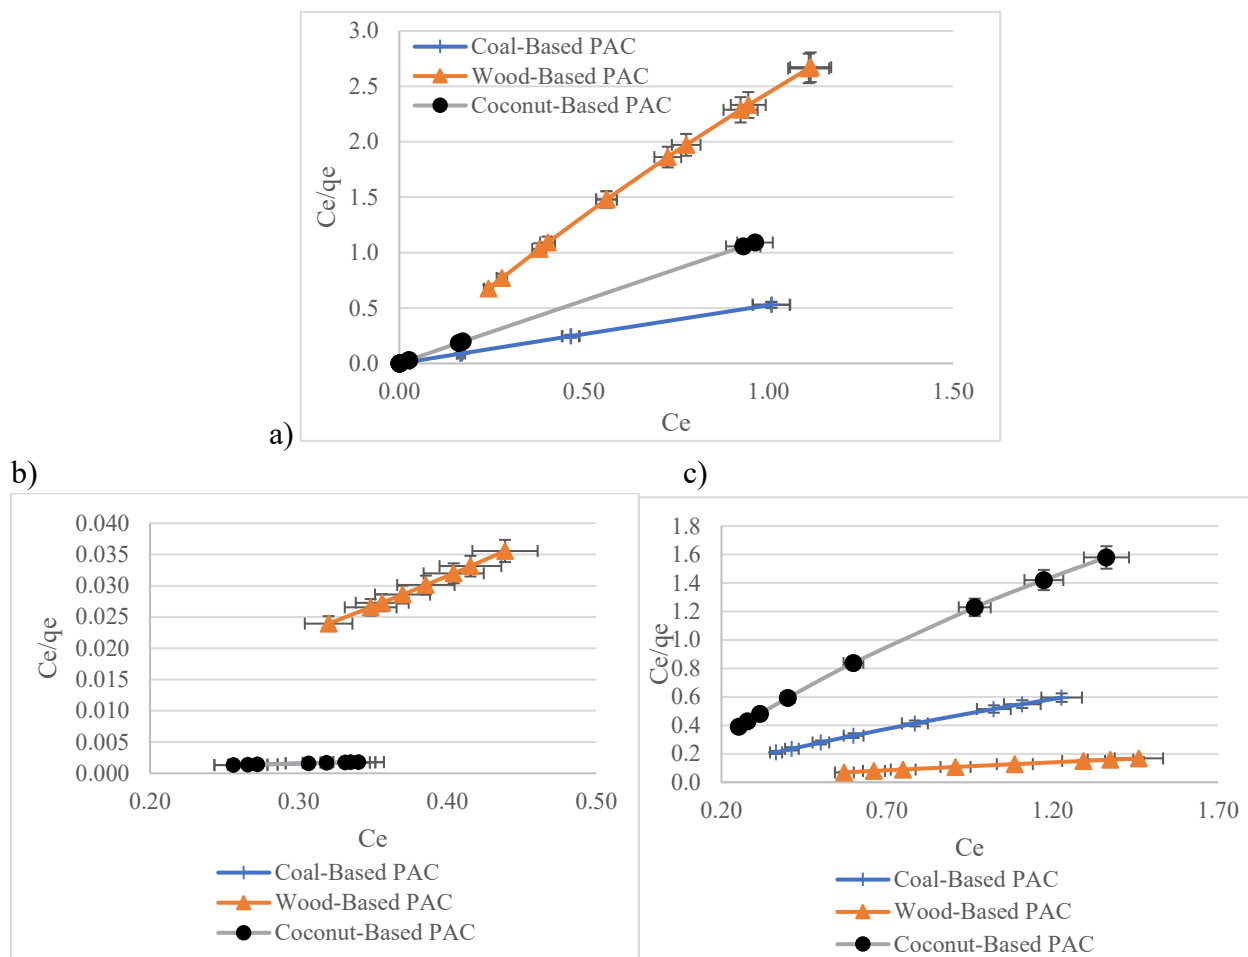 3.0
2.5
2.0
1.5
1.0
0.5
0.0
Ce/qe
Coal-Based PAC
Wood-Based PAC
Coconut-Based PAC
0.00 0.50 1.00 1.50
Ce
a)
b)
0.040
0.035
0.030
0.025
0.020
0.015
0.010
0.005
0.000
Ce/qe
0.20 0.30 0.40 0.50
Ce
Coal-Based PAC
Wood-Based PAC
Coconut-Based PAC
c)
1.8
1.6
1.4
1.2
1.0
0.8
0.6
0.4
0.2
0.0
Ce/qe
0.20 0.70 1.20 1.70
Ce
Coal-Based PAC
Wood-Based PAC
Coconut-Based PAC